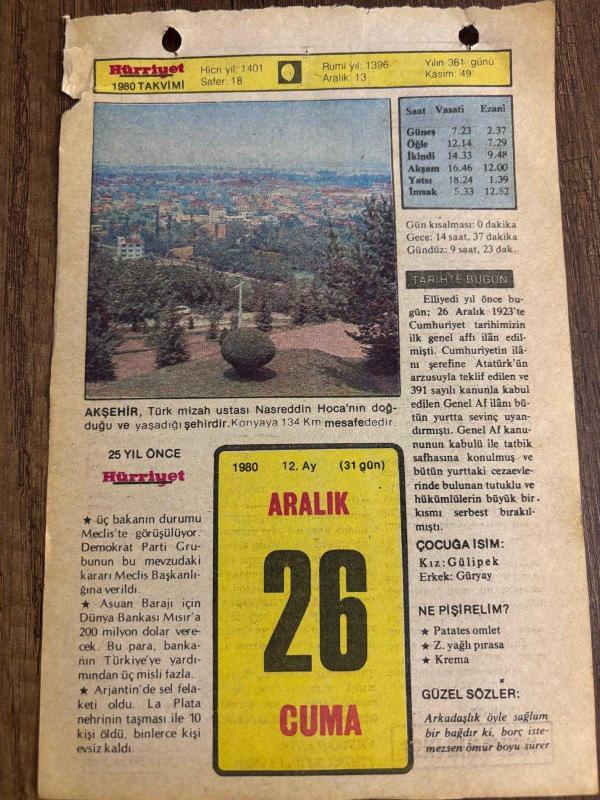 Hürriyet
1980 TAKVİMİ
Hicri yıl: 1401
Safer: 18
Rumi yıl: 1396
Aralık: 13
Yılın 361 günü
Kasım: 49
Saat Vasati Ezani
Güneş 7.23 2.37
Öğle 12.14 7.29
İkindi 14.33 9.48
Akşam 16.46 12.00
Yatsı 18.24 1.39
İmsak 5.33 12.52
Gün kısalması: 0 dakika
Gece: 14 saat, 37 dakika
Gündüz: 9 saat, 23 dak.
TARİHTE BUGÜN
Elliyedi yıl önce bu-
gün; 26 Aralık 1923'te
Cumhuriyet tarihimizin
ilk genel affı ilân edil-
mişti. Cumhuriyetin ilâ-
nı şerefine Atatürk'ün
arzusuyla teklif edilen ve
391 sayılı kanunla kabul
edilen Genel Af ilânı bü-
tün yurtta sevinç uyan-
dırmıştı. Genel Af kanu-
nunun kabulü ile tatbik
safhasına konulmuş ve
bütün yurttaki cezaevle-
rinde bulunan tutuklu ve
hükümlülerin büyük bir
kısmı serbest bırakıl-
mıştı.
ÇOCUĞA İSİM:
Kız: Gülipek
Erkek: Güryay
NE PİŞİRELİM?
★ Patates omlet
★ Z. yağlı pırasa
★ Krema
GÜZEL SÖZLER:
Arkadaşlık öyle sağlam
bir bağdır ki, borç iste-
mezsen ömür boyu sürer
AKŞEHİR, Türk mizah ustası Nasreddin Hoca'nın doğ-
duğu ve yaşadığı şehirdir. Konyaya 134 Km mesafededir.
25 YIL ÖNCE
Hürriyet
★ üç bakanın durumu
Meclis'te görüşülüyor.
Demokrat Parti Gru-
bunun bu mevzudaki
kararı Meclis Başkanlı-
ğına verildi.
★ Asuan Barajı için
Dünya Bankası Mısır'a
200 milyon dolar vere-
cek. Bu para, banka-
nın Türkiye'ye yardı-
mından üç misli fazla.
★ Arjantin'de sel fela-
keti oldu. La Plata
nehrinin taşması ile 10
kişi öldü, binlerce kişi
evsiz kaldı.
1980 12. Ay (31 gün)
ARALIK
26
CUMA